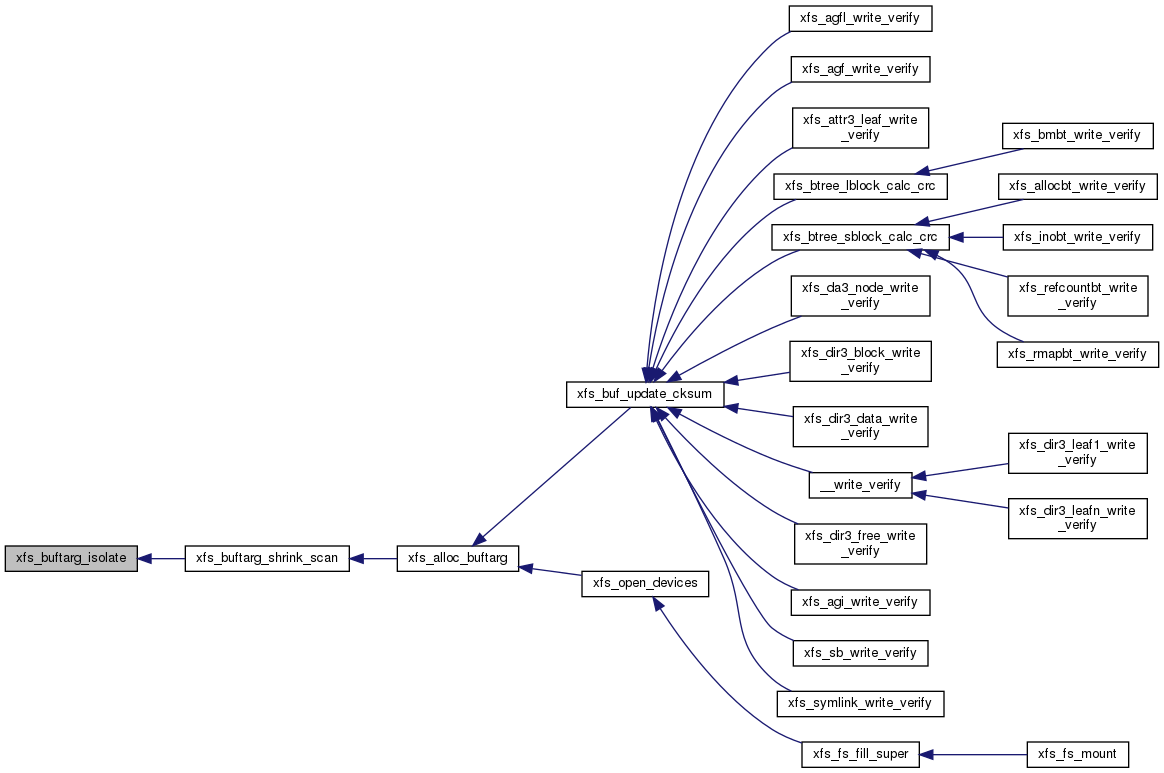 xfs_agfl_write_verify
xfs_agf_write_verify
xfs_attr3_leaf_write
_verify
xfs_bmbt_write_verify
xfs_btree_lblock_calc_crc
xfs_allocbt_write_verify
xfs_btree_sblock_calc_crc
xfs_inobt_write_verify
xfs_da3_node_write
_verify
xfs_refcountbt_write
_verify
xfs_dir3_block_write
_verify
xfs_rmapbt_write_verify
xfs_buf_update_cksum
xfs_dir3_data_write
_verify
xfs_dir3_leaf1_write
_verify
__write_verify
xfs_dir3_leafn_write
_verify
xfs_dir3_free_write
_verify
xfs_buftarg_isolate
xfs_buftarg_shrink_scan
xfs_alloc_buftarg
xfs_open_devices
xfs_agi_write_verify
xfs_sb_write_verify
xfs_symlink_write_verify
xfs_fs_fill_super
xfs_fs_mount